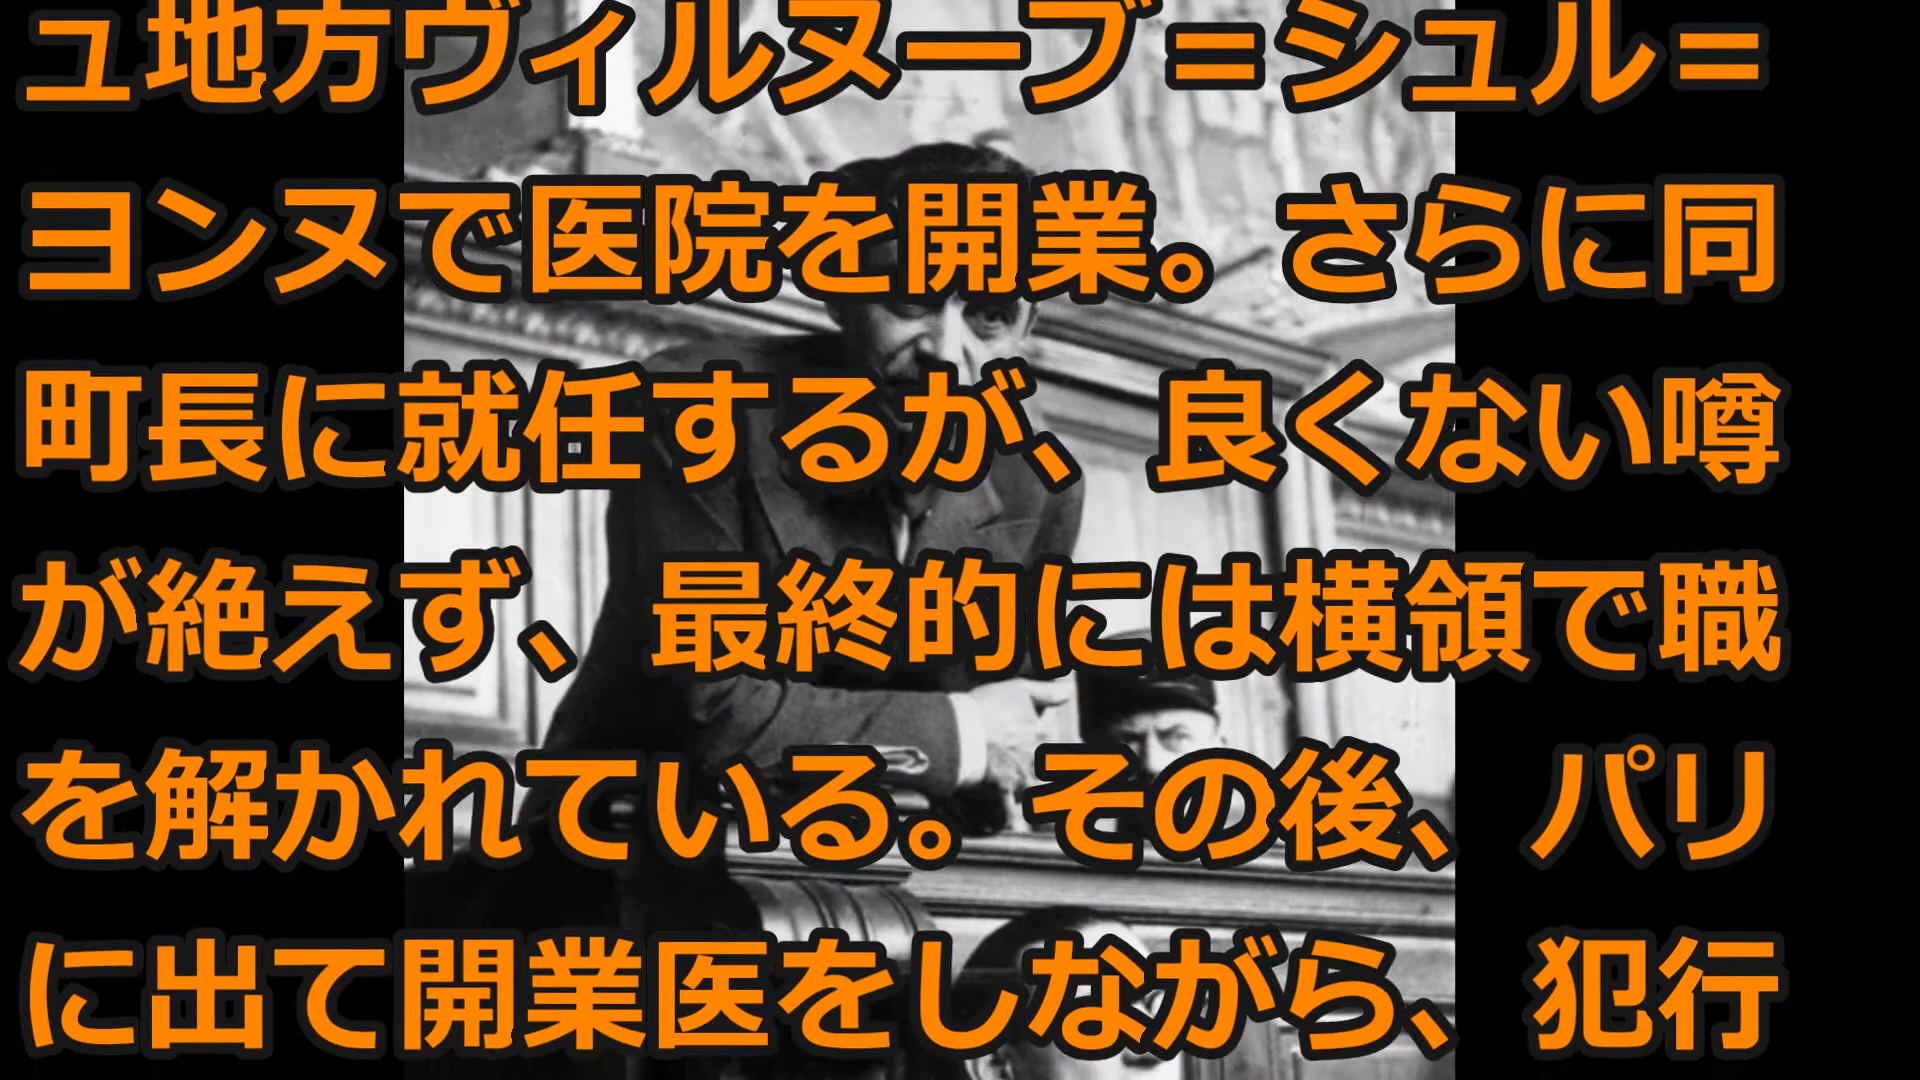 ュ地方ヴィルヌーブ＝シュル＝
ヨンヌで医院を開業。さらに同
町長に就任するが、良くない噂
が絶えず、最終的には横領で職
を解かれている。その後、パリ
に出て開業医をしながら、犯行